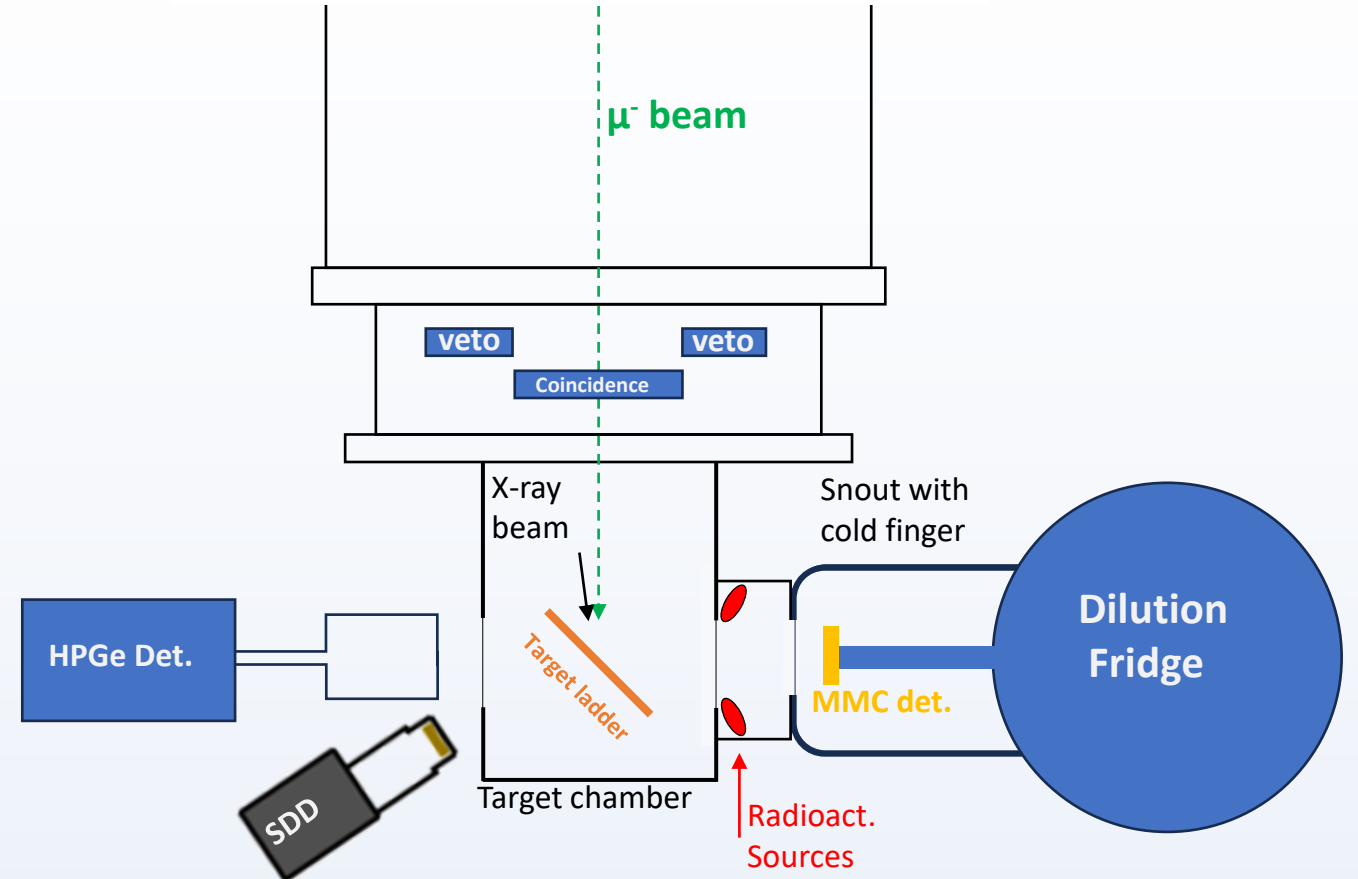 μ⁻ beam
veto
veto
Coincidence
X-ray
beam
Snout with
cold finger
Dilution
Fridge
HPGe Det.
Target ladder
MMC det.
SDD
Target chamber
Radioact.
Sources